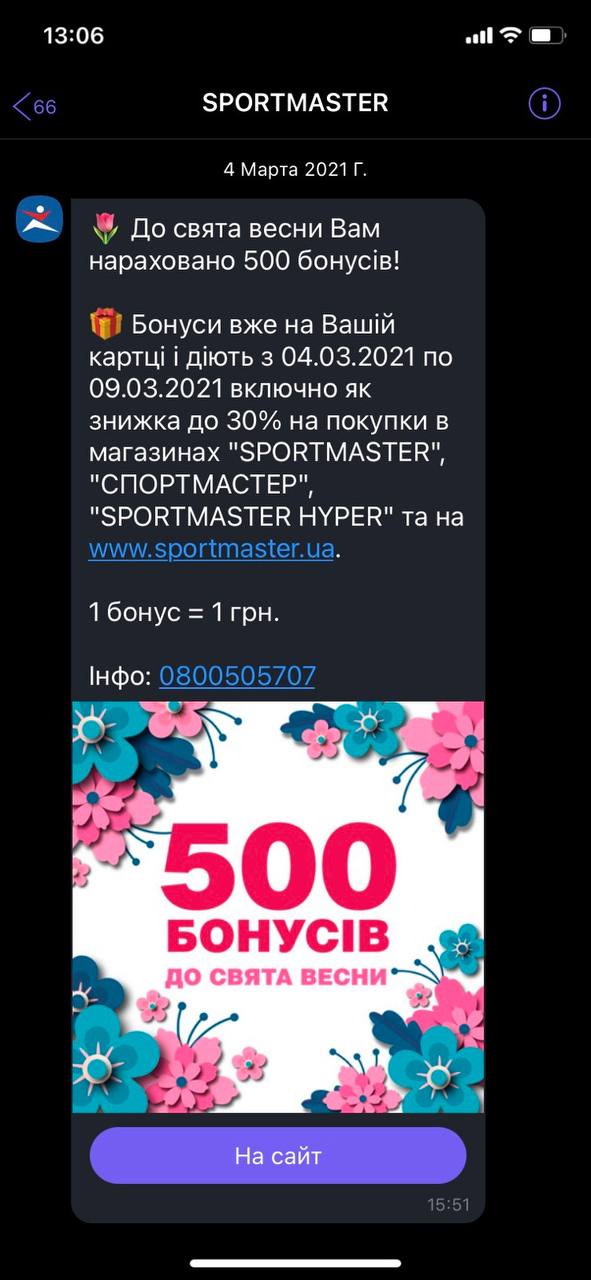 13:06
66
SPORTMASTER
4 Марта 2021 Г.
🌷 До свята весни Вам
нараховано 500 бонусів!
🎁 Бонуси вже на Вашій
картці і діють з 04.03.2021 по
09.03.2021 включно як
знижка до 30% на покупки в
магазинах "SPORTMASTER",
"СПОРТМАСТЕР",
"SPORTMASTER HYPER" та на
www.sportmaster.ua.
1 бонус = 1 грн.
Інфо: 0800505707
500
БОНУСІВ
ДО СВЯТА ВЕСНИ
На сайт
15:51